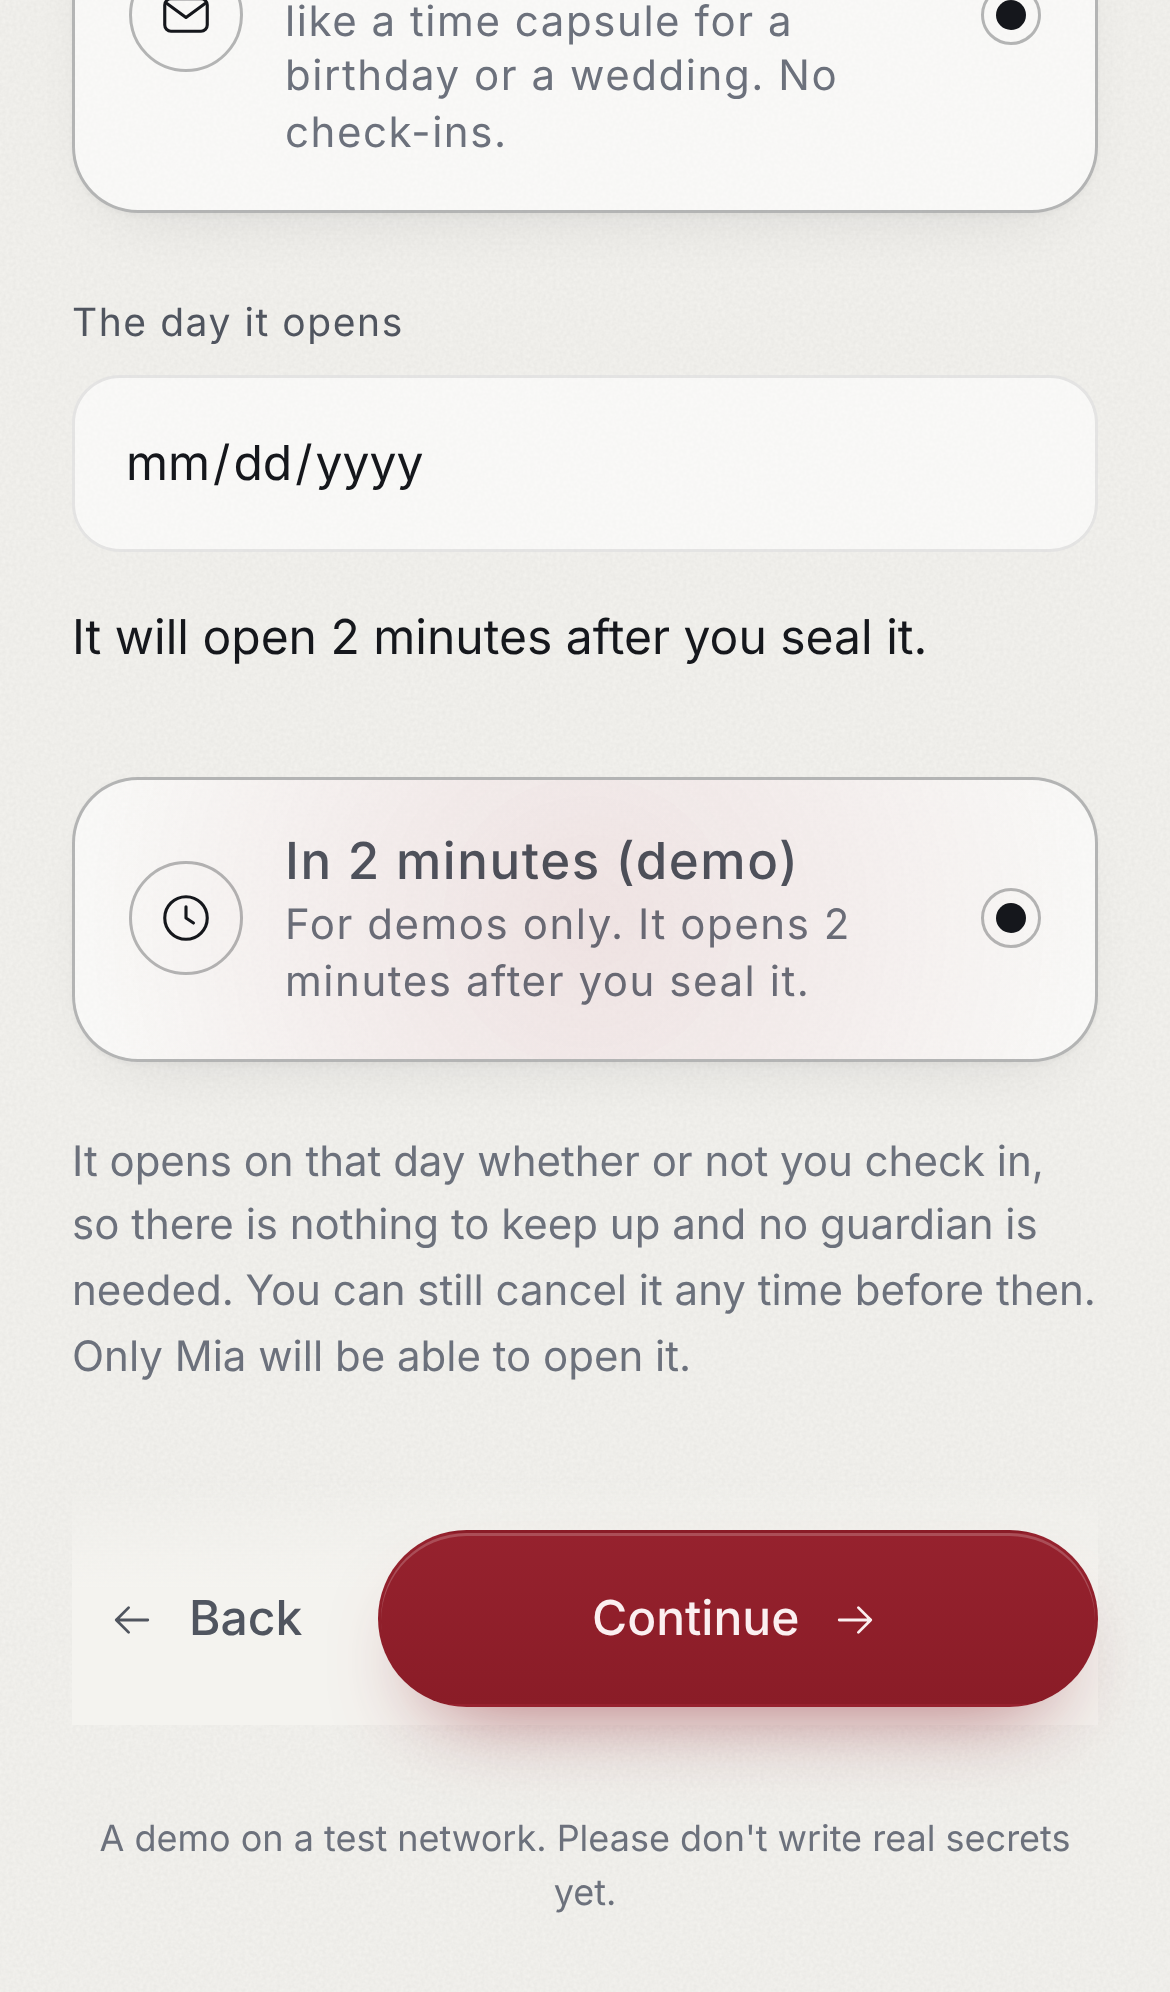 like a time capsule for a
birthday or a wedding. No
check-ins.
The day it opens
mm/dd/yyyy
It will open 2 minutes after you seal it.
In 2 minutes (demo)
For demos only. It opens 2
minutes after you seal it.
It opens on that day whether or not you check in,
so there is nothing to keep up and no guardian is
needed. You can still cancel it any time before then.
Only Mia will be able to open it.
Back
Continue
A demo on a test network. Please don't write real secrets
yet.